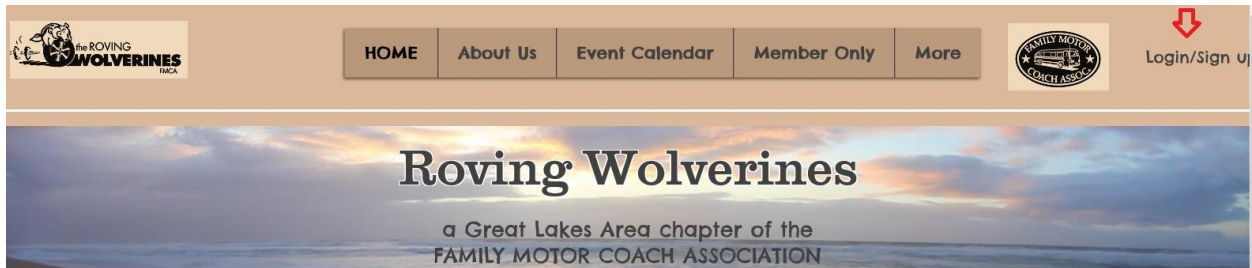 the ROVING
WOLVERINES
FMCA
HOME About Us Event Calendar Member Only More
FAMILY MOTOR
COACH ASSOC.
Login/Sign up
Roving Wolverines
a Great Lakes Area chapter of the
FAMILY MOTOR COACH ASSOCIATION